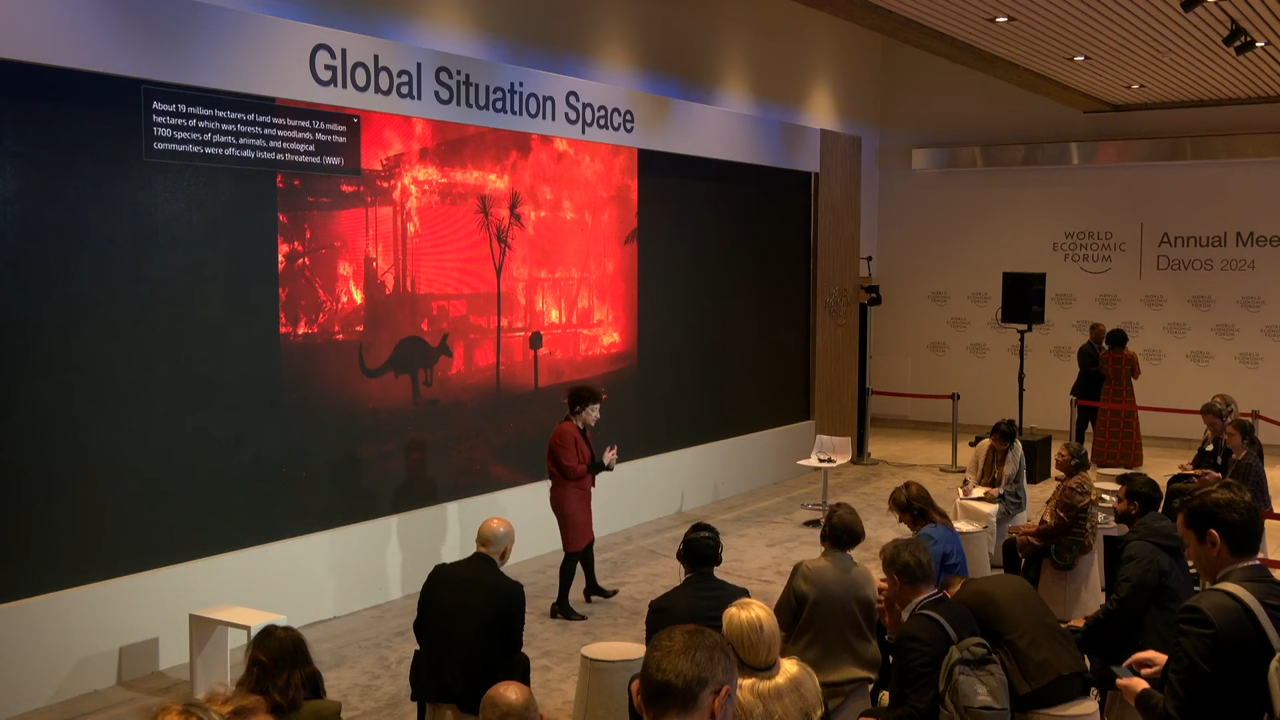 Global Situation Space
About 19 million hectares of land was burned, 12.6 million
hectares of which was forests and woodlands. More than
1700 species of plants, animals, and ecological
communities were officially listed as threatened. (WWF)
WORLD
ECONOMIC
FORUM
Annual Mee
Davos 2024